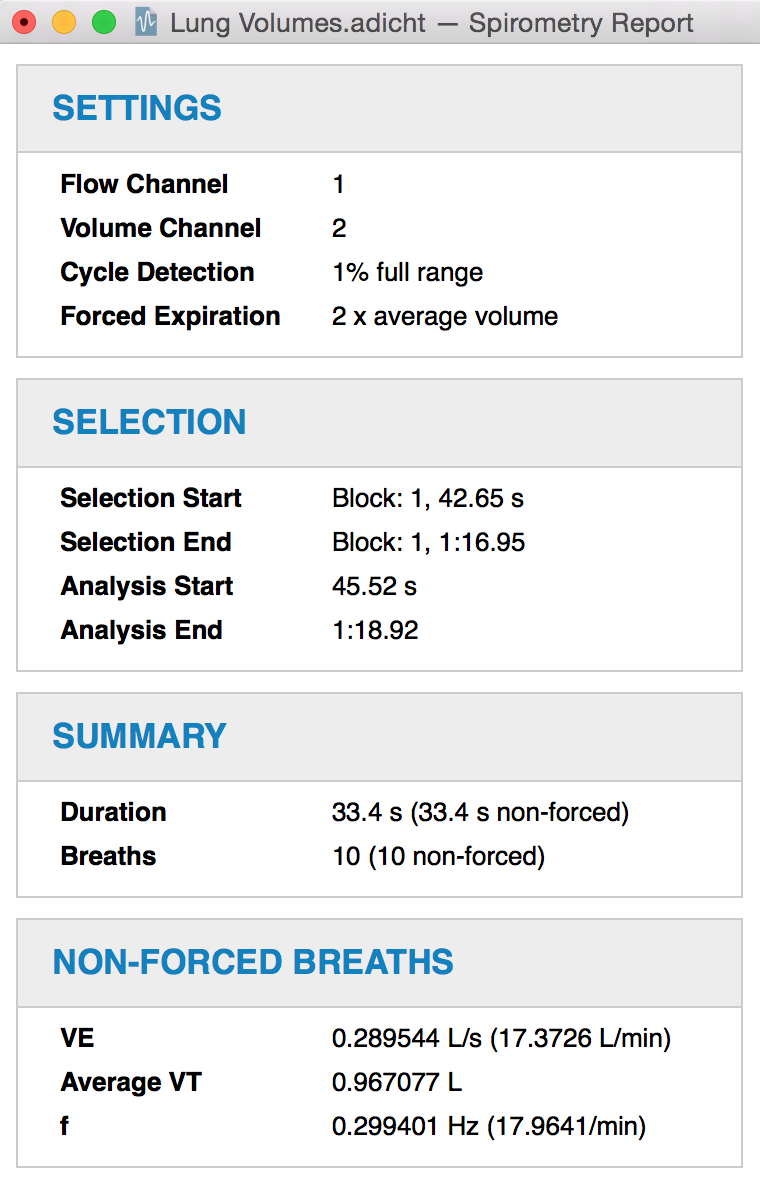 Lung Volumes.adicht — Spirometry Report
SETTINGS
Flow Channel 1
Volume Channel 2
Cycle Detection 1% full range
Forced Expiration 2 x average volume
SELECTION
Selection Start Block: 1, 42.65 s
Selection End Block: 1, 1:16.95
Analysis Start 45.52 s
Analysis End 1:18.92
SUMMARY
Duration 33.4 s (33.4 s non-forced)
Breaths 10 (10 non-forced)
NON-FORCED BREATHS
VE 0.289544 L/s (17.3726 L/min)
Average VT 0.967077 L
f 0.299401 Hz (17.9641/min)